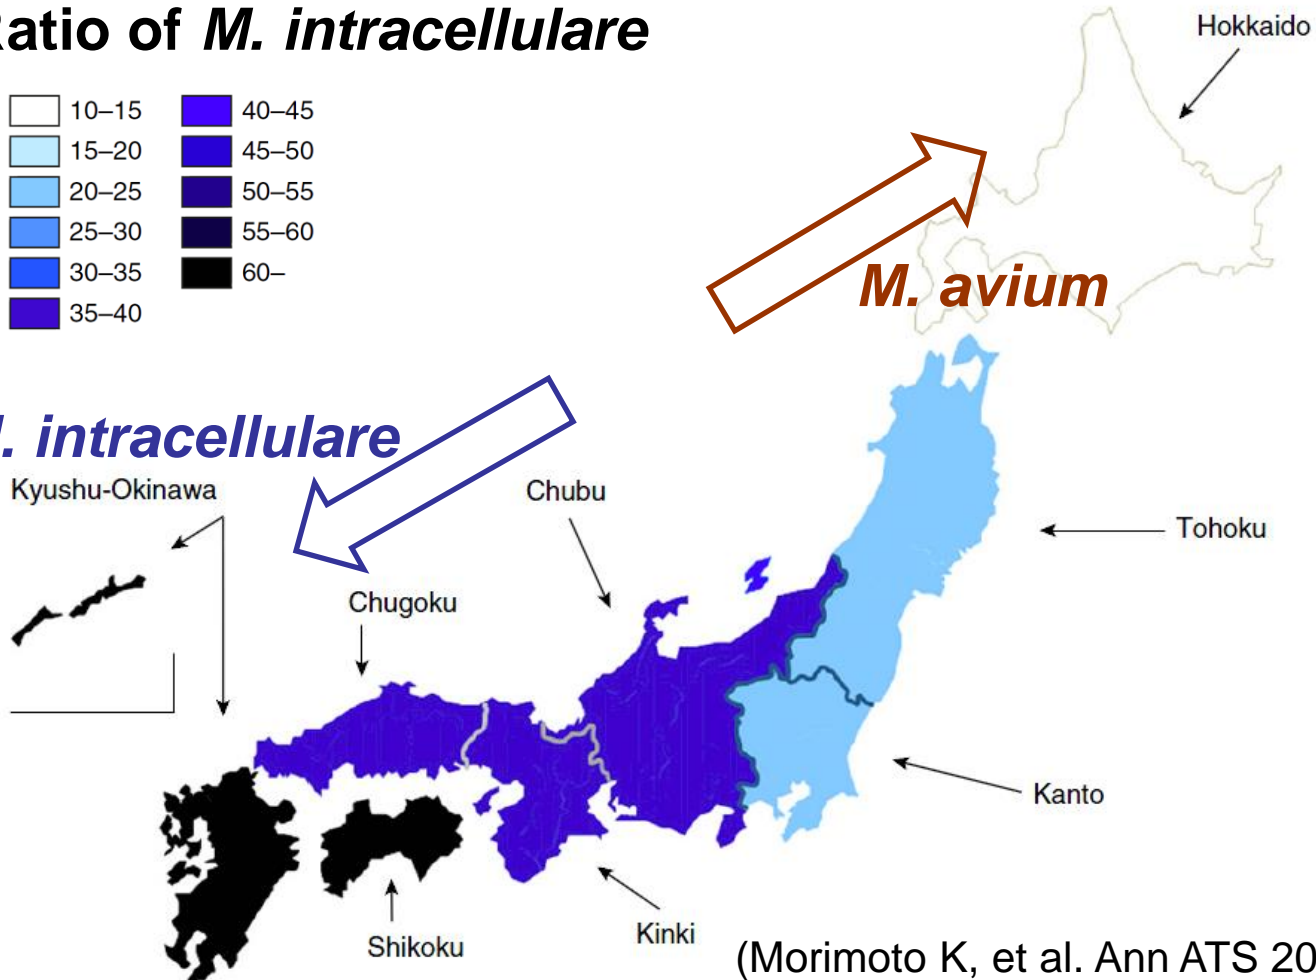 Ratio of M. intracellulare
10–15
15–20
20–25
25–30
30–35
35–40
40–45
45–50
50–55
55–60
60–
Hokkaido
M. avium
. intracellulare
Kyushu-Okinawa
Chubu
Tohoku
Chugoku
Kanto
Shikoku
Kinki
(Morimoto K, et al. Ann ATS 20